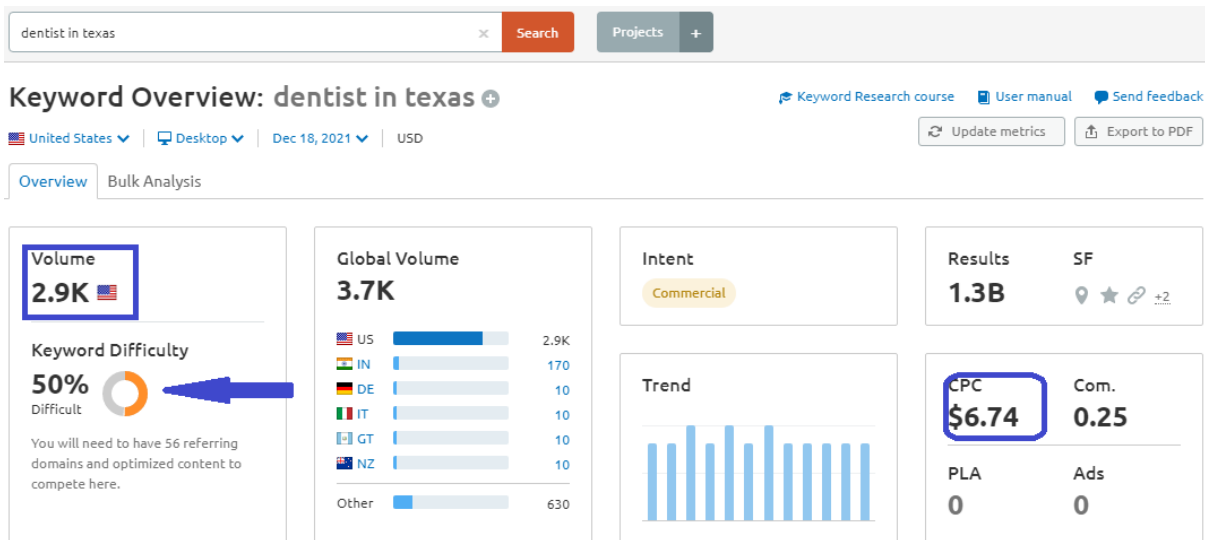 dentist in texas × Search Projects +
Keyword Overview: dentist in texas
Keyword Research course User manual Send feedback
United States Desktop Dec 18, 2021 USD
Update metrics Export to PDF
Overview Bulk Analysis
Volume
2.9K
Keyword Difficulty
50%
Difficult
You will need to have 56 referring
domains and optimized content to
compete here.
Global Volume
3.7K
US 2.9K
IN 170
DE 10
IT 10
GT 10
NZ 10
Other 630
Intent
Commercial
Trend
Results SF
1.3B +2
CPC Com.
$6.74 0.25
PLA Ads
0 0